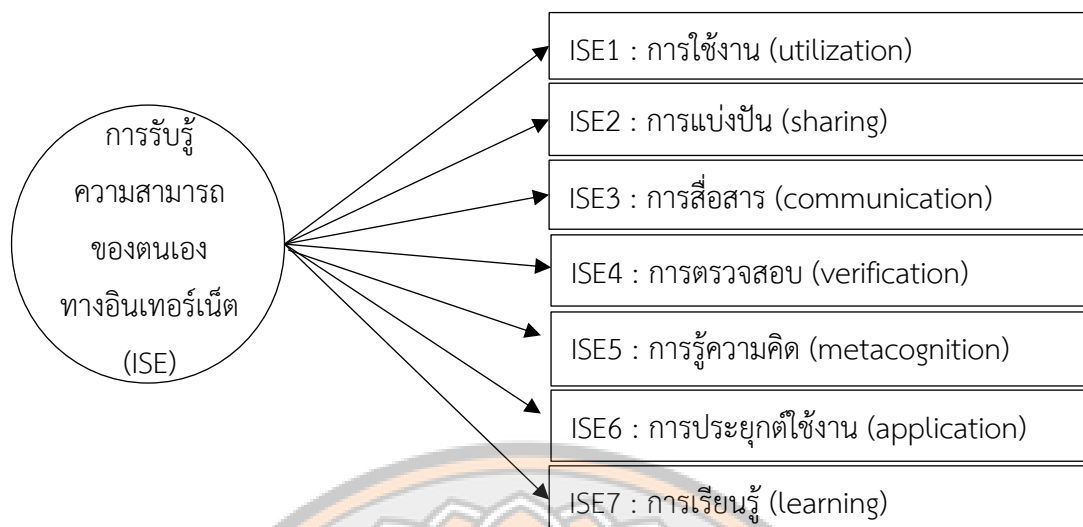 การรับรู้
ความสามารถ
ของตนเอง
ทางอินเทอร์เน็ต
(ISE)
ISE1 : การใช้งาน (utilization)
ISE2 : การแบ่งปัน (sharing)
ISE3 : การสื่อสาร (communication)
ISE4 : การตรวจสอบ (verification)
ISE5 : การรู้ความคิด (metacognition)
ISE6 : การประยุกต์ใช้งาน (application)
ISE7 : การเรียนรู้ (learning)